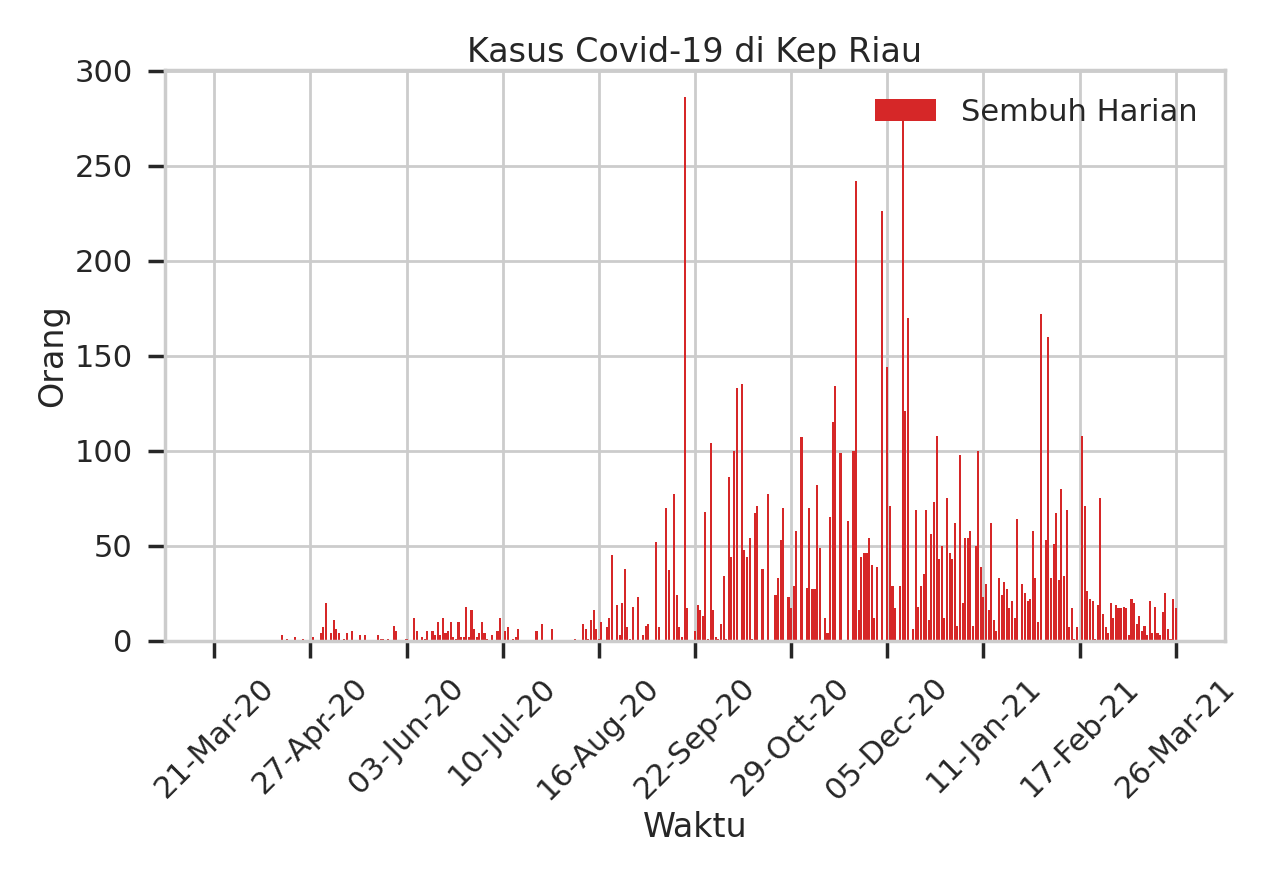 Kasus Covid-19 di Kep Riau
Sembuh Harian
Orang
300
250
200
150
100
50
0
21-Mar-20
27-Apr-20
03-Jun-20
10-Jul-20
16-Aug-20
22-Sep-20
29-Oct-20
05-Dec-20
11-Jan-21
17-Feb-21
26-Mar-21
Waktu